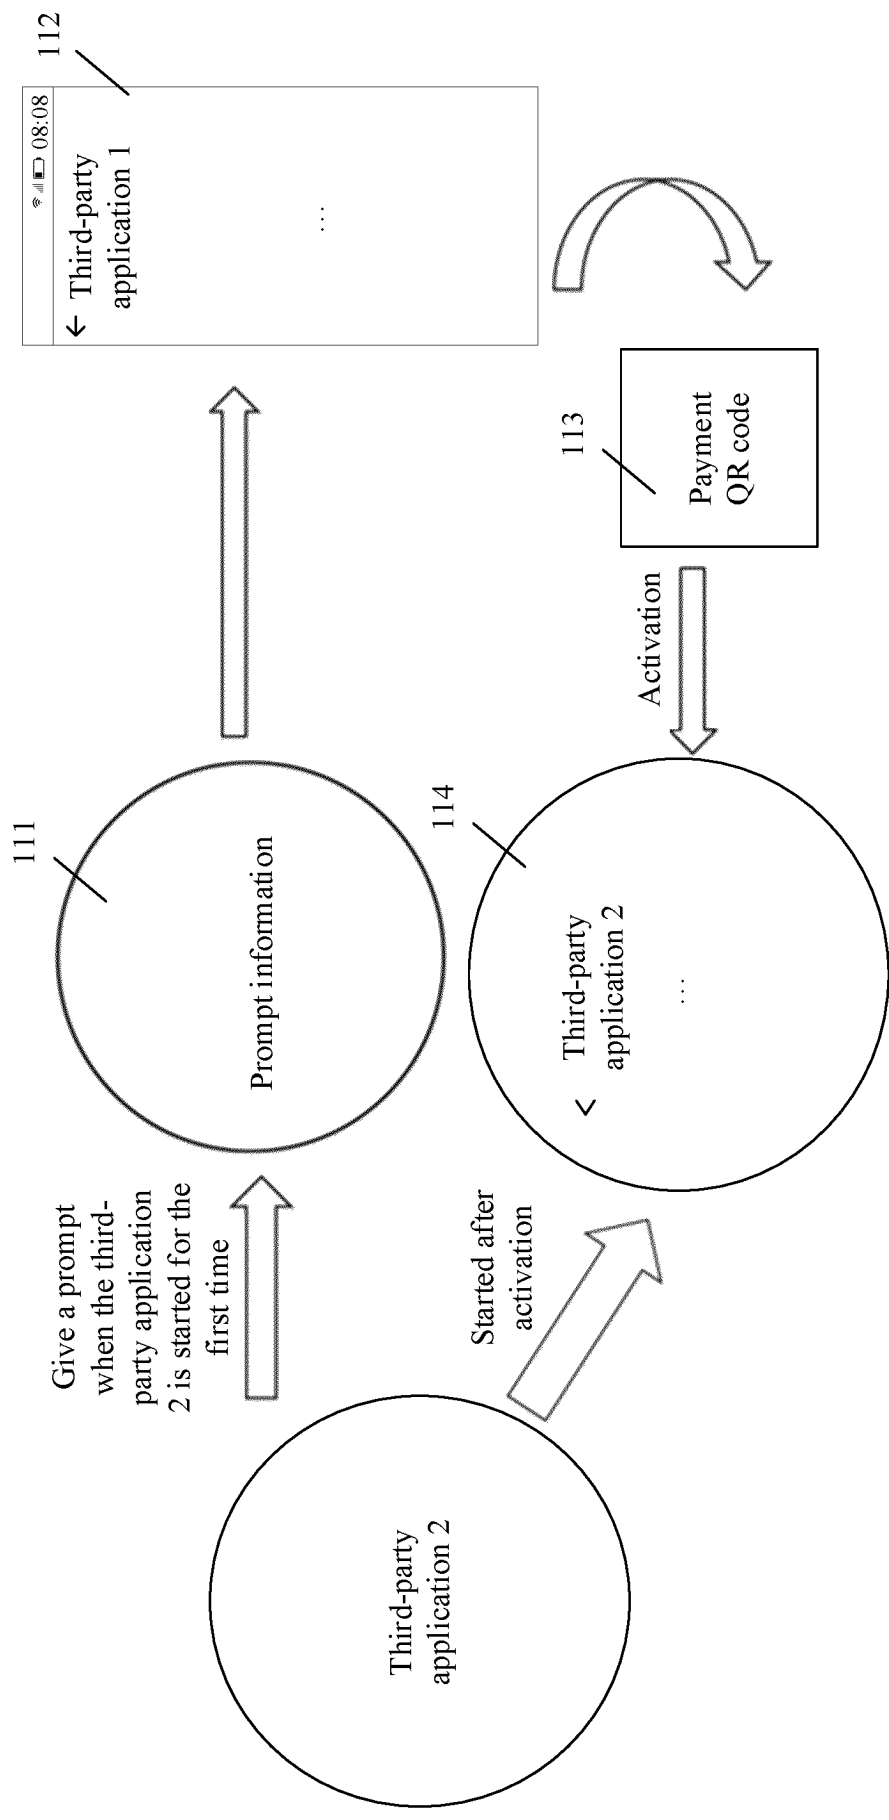 Third-party
application 2
Give a prompt
when the third-
party application
2 is started for the
first time
111
Prompt information
112
08:08
← Third-party
application 1
...
113
Payment
QR code
Activation
114
< Third-party
application 2
...
Started after
activation